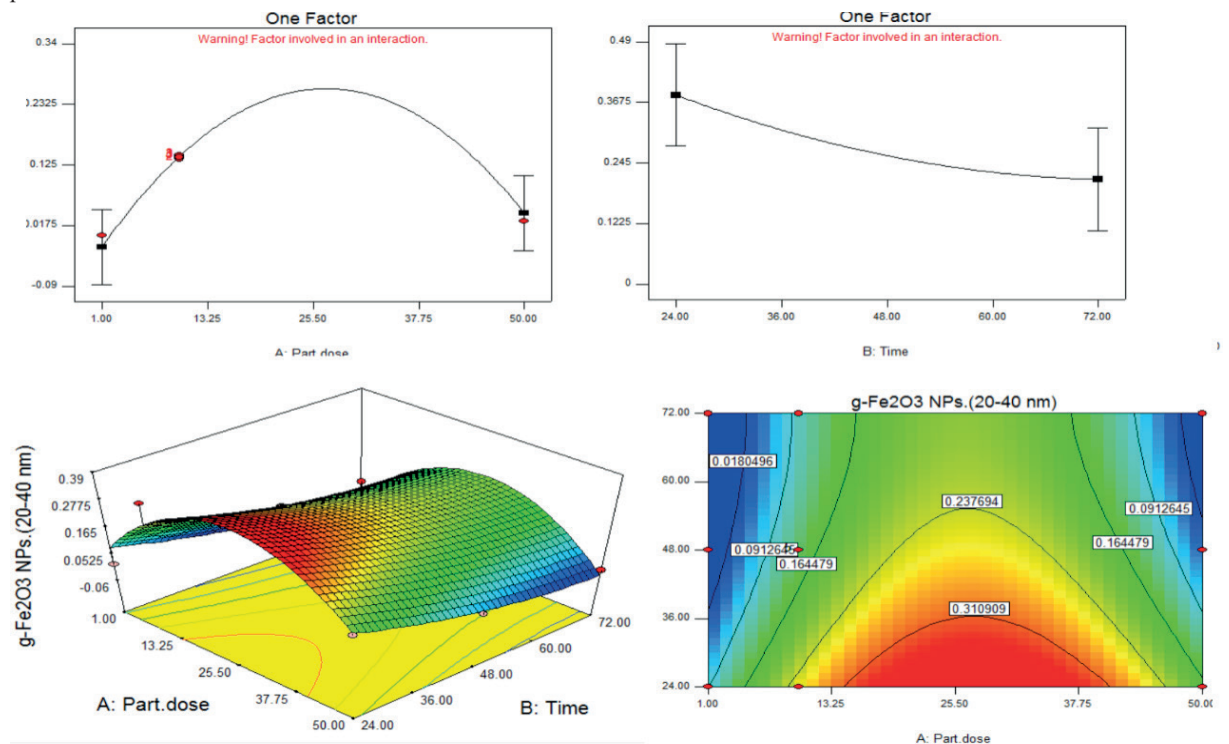 One Factor
Warning! Factor involved in an interaction.
0.34
0.2325
0.125
0.0175
-0.09
1.00 13.25 25.50 37.75 50.00
A: Part.dose
One Factor
Warning! Factor involved in an interaction.
0.49
0.3675
0.245
0.1225
0
24.00 36.00 48.00 60.00 72.00
B: Time
g-Fe2O3 NPs.(20-40 nm)
0.39
0.2775
0.165
0.0525
-0.06
1.00
13.25
25.50
37.75
50.00
24.00
36.00
48.00
60.00
72.00
A: Part.dose
B: Time
g-Fe2O3 NPs.(20-40 nm)
72.00
60.00
48.00
36.00
24.00
0.0180496
0.237694
0.0912645
0.0912645
0.164479
0.164479
0.310909
1.00 13.25 25.50 37.75 50.00
A: Part.dose